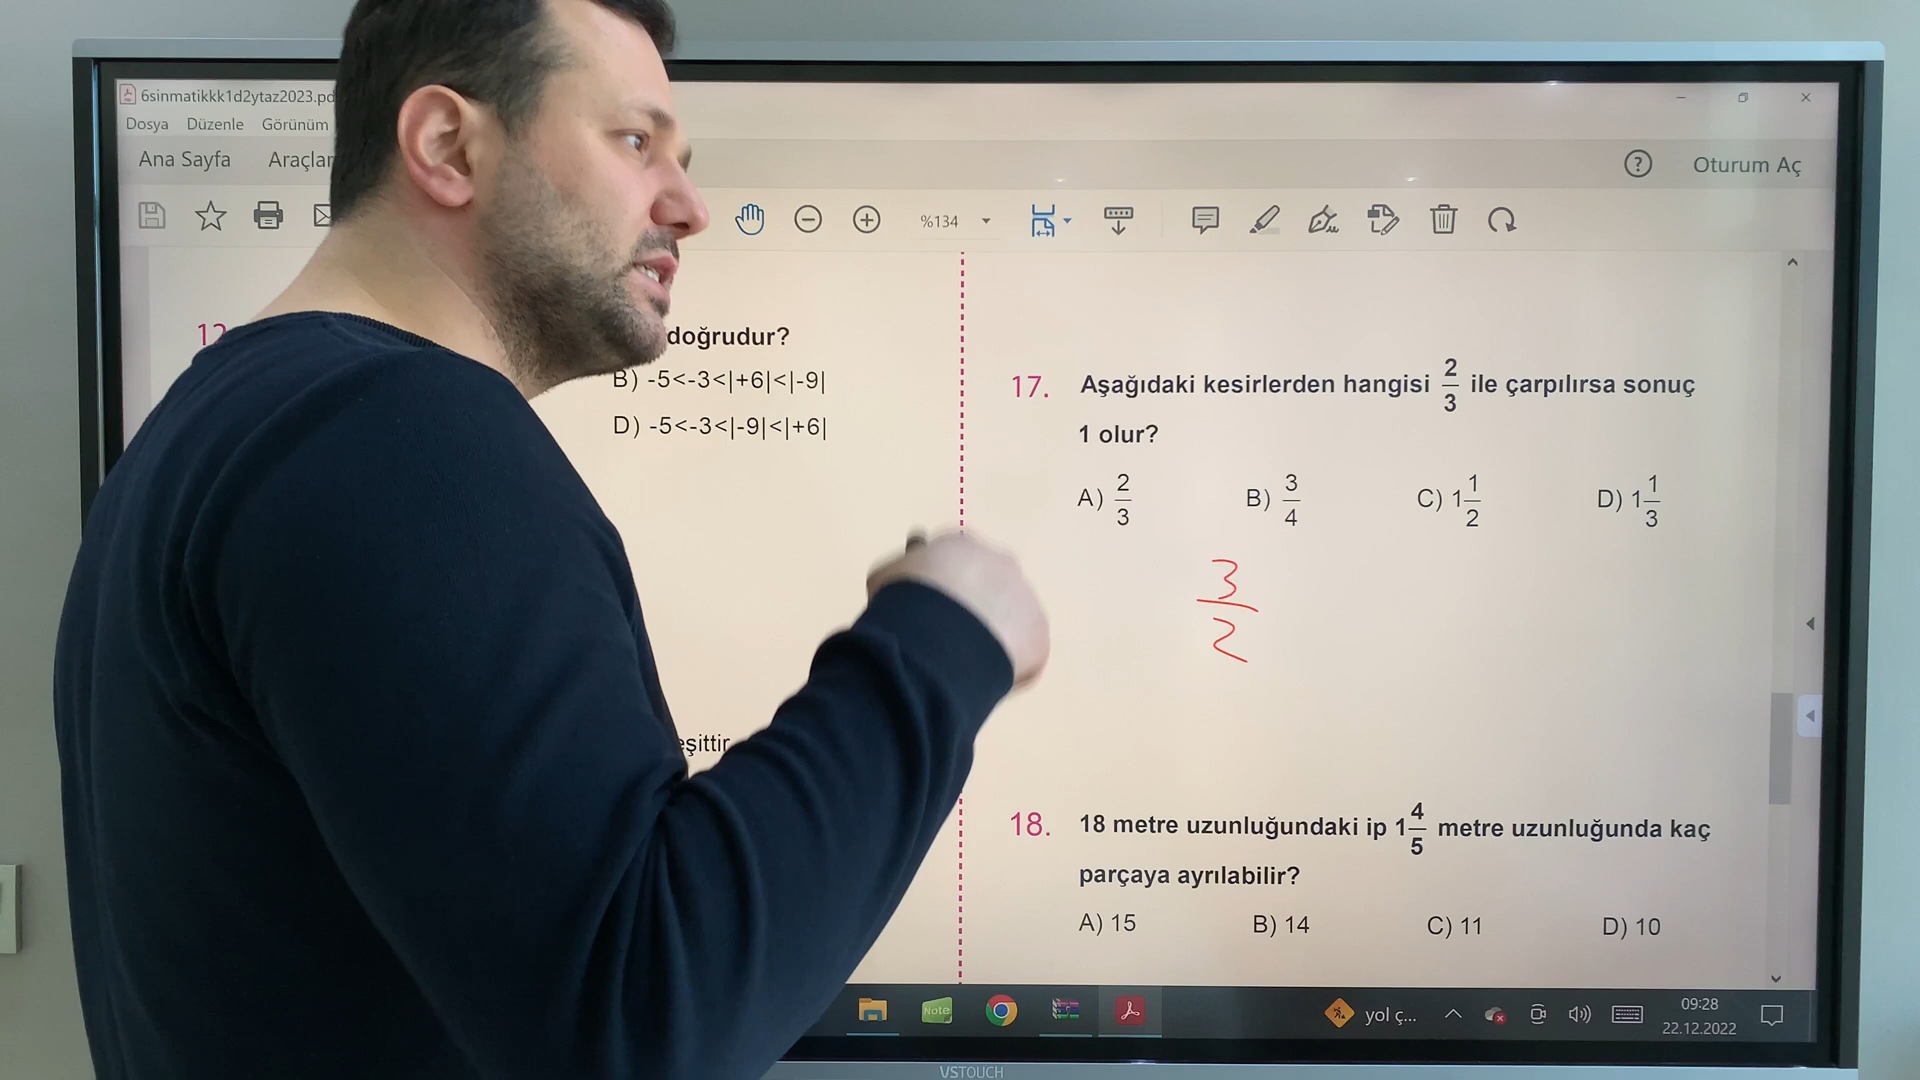 6sinmatikkk1d2ytaz2023.pd
Dosya Düzenle Görünüm
Ana Sayfa Araçlar
? Oturum Aç
%134
12
doğrudur?
B) -5<-3<|+6|<|-9|
D) -5<-3<|-9|<|+6|
eşittir
17. Aşağıdaki kesirlerden hangisi 2/3 ile çarpılırsa sonuç
1 olur?
A) 2/3 B) 3/4 C) 1 1/2 D) 1 1/3
3/2
18. 18 metre uzunluğundaki ip 1 4/5 metre uzunluğunda kaç
parçaya ayrılabilir?
A) 15 B) 14 C) 11 D) 10
Note
yol ç...
09:28
22.12.2022
VSTOUCH